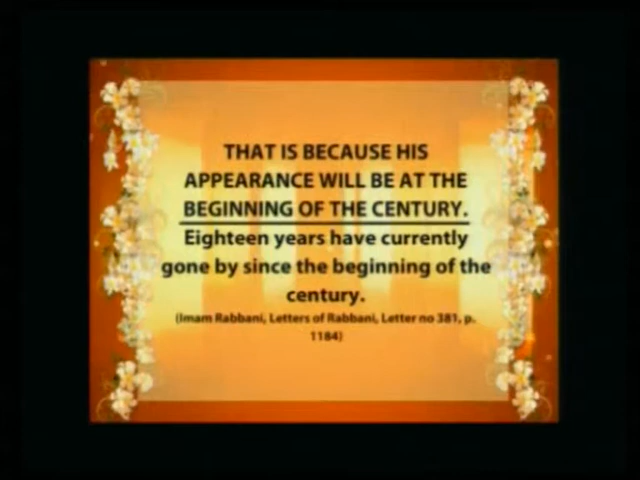 THAT IS BECAUSE HIS
APPEARANCE WILL BE AT THE
BEGINNING OF THE CENTURY.
Eighteen years have currently
gone by since the beginning of the
century.
(Imam Rabbani, Letters of Rabbani, Letter no 381, p.
1184)